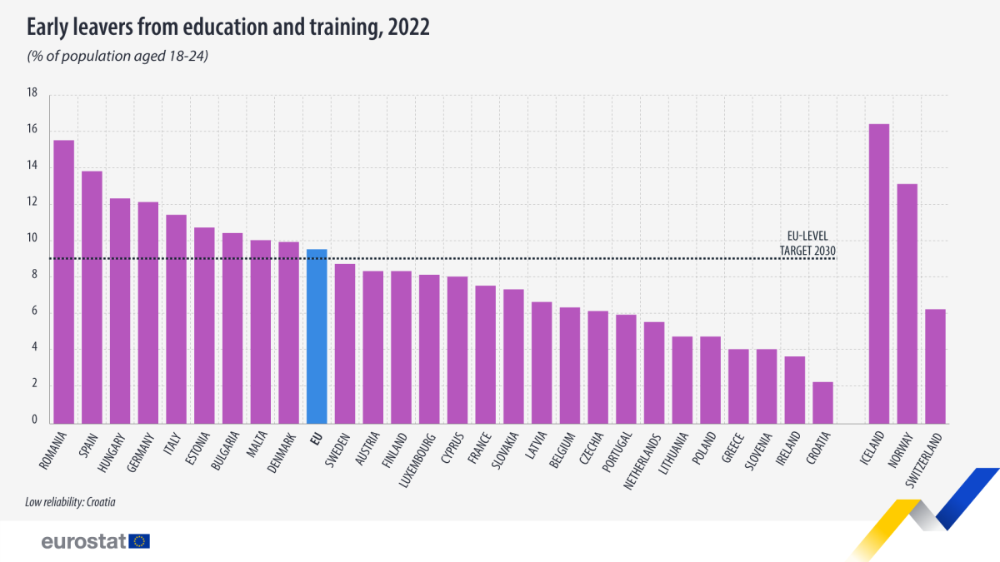 Early leavers from education and training, 2022
(% of population aged 18-24)
18
16
14
12
10
8
6
4
2
0
EU-LEVEL
TARGET 2030
ROMANIA
SPAIN
HUNGARY
GERMANY
ITALY
ESTONIA
BULGARIA
MALTA
DENMARK
EU
SWEDEN
AUSTRIA
FINLAND
LUXEMBOURG
CYPRUS
FRANCE
SLOVAKIA
LATVIA
BELGIUM
CZECHIA
PORTUGAL
NETHERLANDS
LITHUANIA
POLAND
GREECE
SLOVENIA
IRELAND
CROATIA
ICELAND
NORWAY
SWITZERLAND
Low reliability: Croatia
eurostat